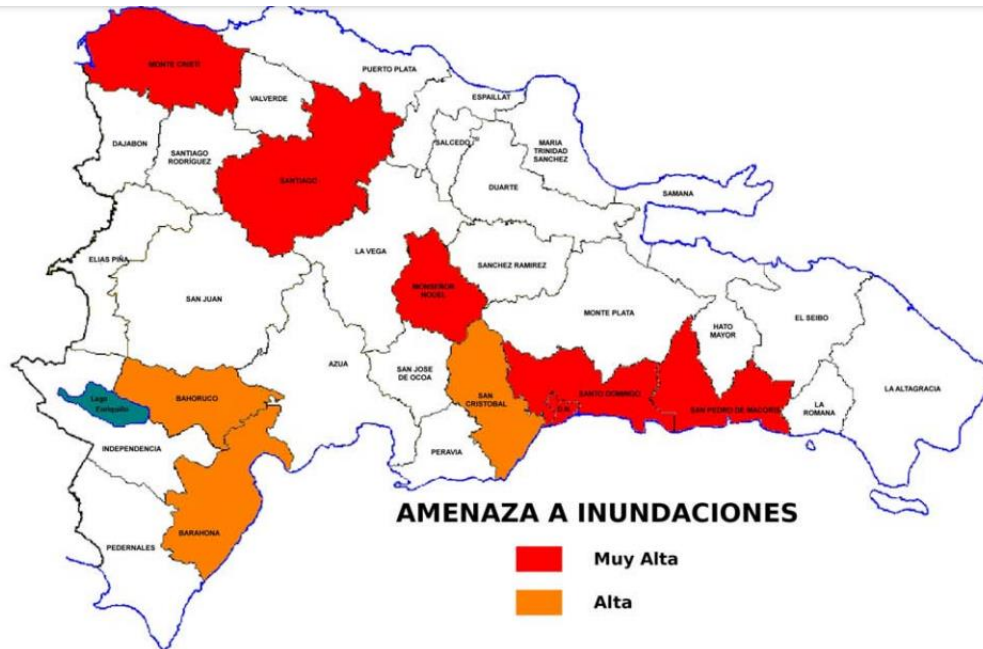 MONTE CRISTI
PUERTO PLATA
VALVERDE
ESPAILLAT
DAJABON
SANTIAGO
RODRÍGUEZ
SALCEDO
MARIA
TRINIDAD
SANCHEZ
SANTIAGO
DUARTE
SAMANA
ELIAS PIÑA
LA VEGA
SANCHEZ RAMIREZ
MONSEÑOR
NOUEL
SAN JUAN
MONTE PLATA
HATO
MAYOR
EL SEIBO
AZUA
SAN JOSE
DE OCOA
LA ALTAGRACIA
Lago
Enriquillo
BAHORUCO
SAN
CRISTOBAL
SANTO DOMINGO
D.N.
SAN PEDRO DE MACORIS
LA
ROMANA
INDEPENDENCIA
PERAVIA
BARAHONA
PEDERNALES
AMENAZA A INUNDACIONES
Muy Alta
Alta